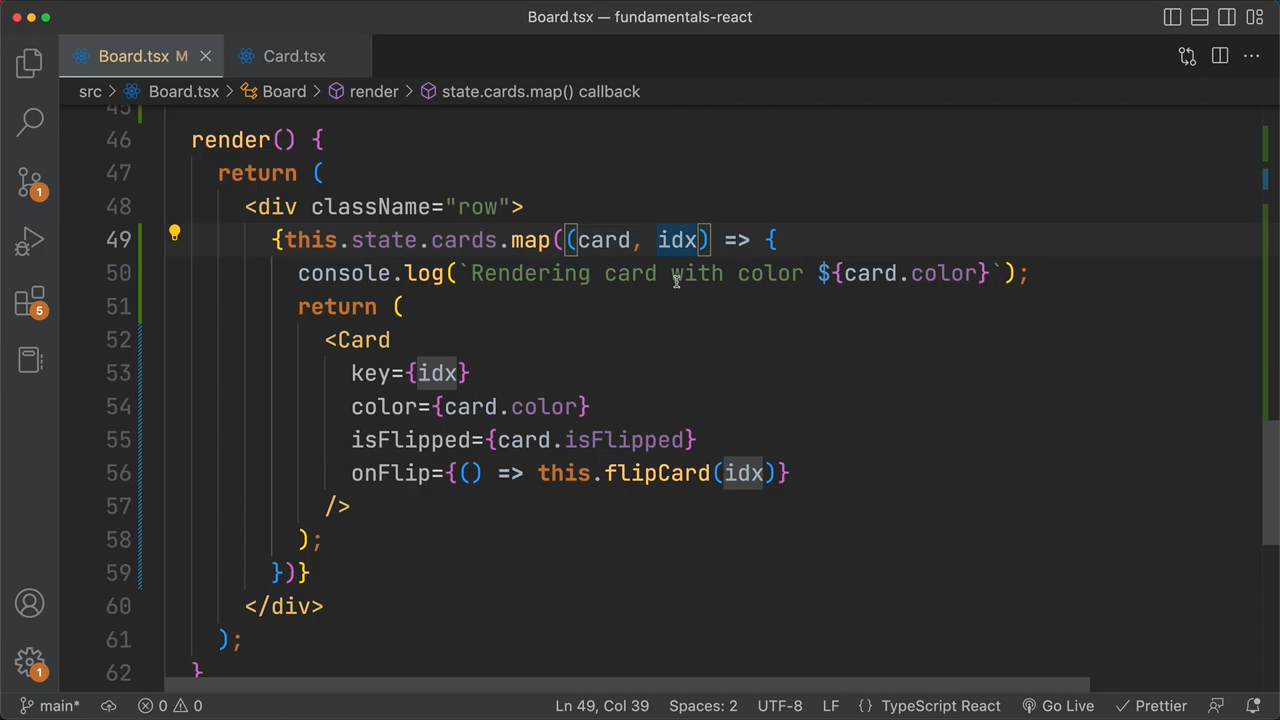 Board.tsx — fundamentals-react
Board.tsx M
Card.tsx
src > Board.tsx > Board > render > state.cards.map() callback
45
46 render() {
47 return (
48 <div className="row">
49 {this.state.cards.map((card, idx) => {
50 console.log(`Rendering card with color ${card.color}`);
51 return (
52 <Card
53 key={idx}
54 color={card.color}
55 isFlipped={card.isFlipped}
56 onFlip={() => this.flipCard(idx)}
57 />
58 );
59 })}
60 </div>
61 );
62 }
1
5
1
main* 0 0 Ln 49, Col 39 Spaces: 2 UTF-8 LF {} TypeScript React Go Live Prettier